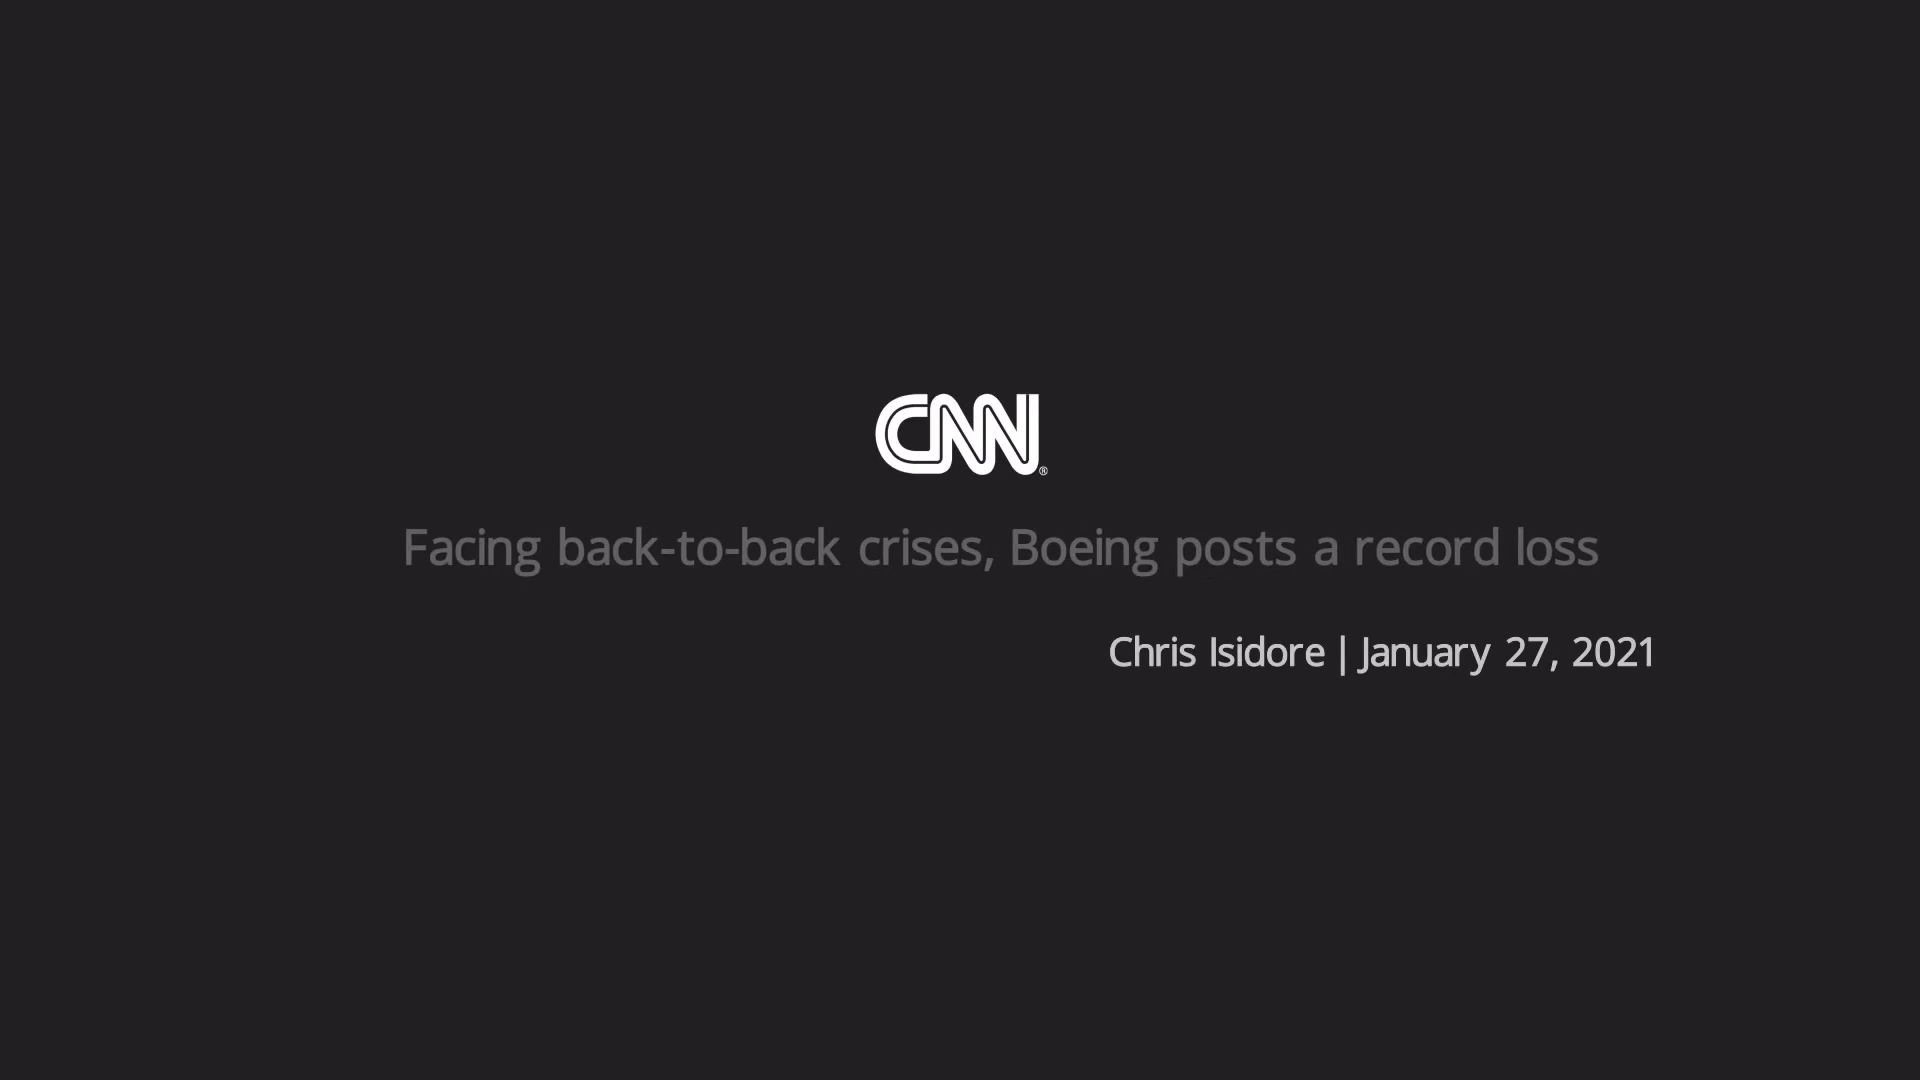 CNN®
Facing back-to-back crises, Boeing posts a record loss
Chris Isidore | January 27, 2021